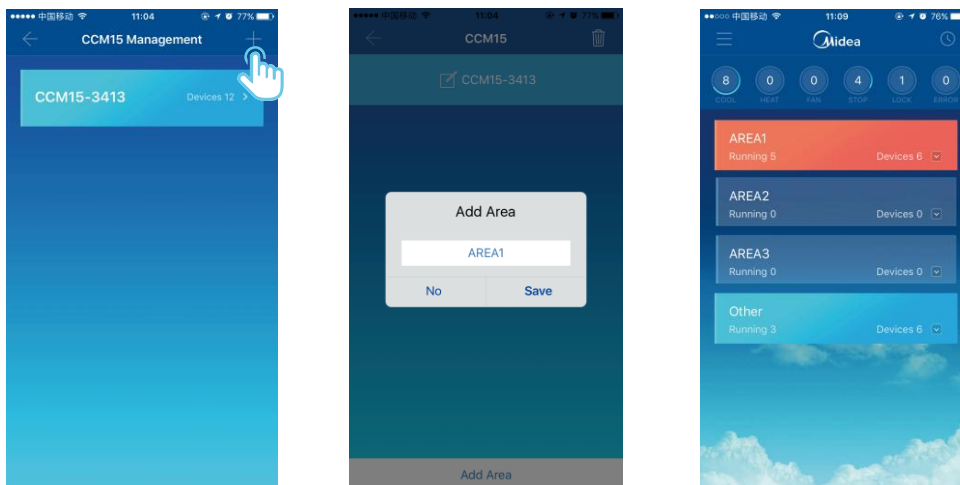 中国移动 11:04 77%
CCM15 Management
CCM15-3413 Devices 12
中国移动 11:04 77%
CCM15
CCM15-3413
Add Area
AREA1
No Save
Add Area
中国移动 11:09 76%
Midea
8 0 0 4 1 0
COOL HEAT FAN STOP LOCK ERROR
AREA1
Running 5 Devices 6
AREA2
Running 0 Devices 0
AREA3
Running 0 Devices 0
Other
Running 3 Devices 6